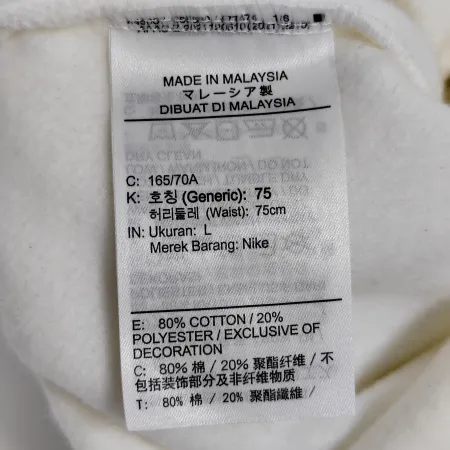 MADE IN MALAYSIA
マレーシア製
DIBUAT DI MALAYSIA
C: 165/70A
K: 호칭 (Generic): 75
허리둘레 (Waist): 75cm
IN: Ukuran: L
Merek Barang: Nike
E: 80% COTTON / 20%
POLYESTER / EXCLUSIVE OF
DECORATION
C: 80% 棉 / 20% 聚酯纤维 / 不
包括装饰部分及非纤维物质
T: 80% 棉 / 20% 聚酯纖維 /